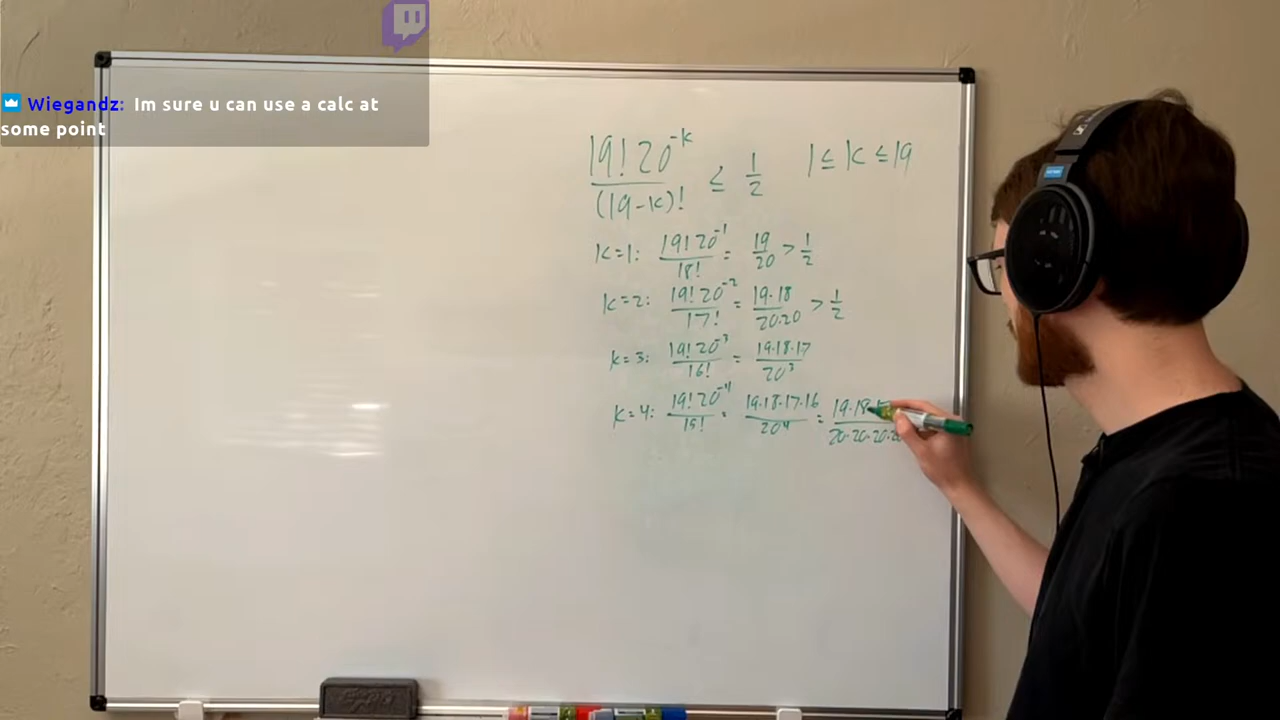 Wiegandz: Im sure u can use a calc at
some point
19! 20^-k / (19-k)! ≤ 1/2   1 ≤ k ≤ 19
k=1: 19! 20^-1 / 18! = 19/20 > 1/2
k=2: 19! 20^-2 / 17! = 19·18 / 20·20 > 1/2
k=3: 19! 20^-3 / 16! = 19·18·17 / 20^3
k=4: 19! 20^-4 / 15! = 19·18·17·16 / 20^4 = 19·18 / 20·20·20